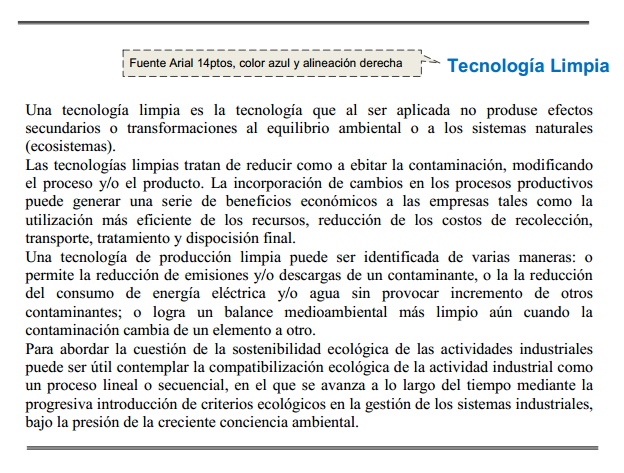 Fuente Arial 14ptos, color azul y alineación derecha
Tecnología Limpia
Una tecnología limpia es la tecnología que al ser aplicada no produse efectos
secundarios o transformaciones al equilibrio ambiental o a los sistemas naturales
(ecosistemas).
Las tecnologías limpias tratan de reducir como a ebitar la contaminación, modificando
el proceso y/o el producto. La incorporación de cambios en los procesos productivos
puede generar una serie de beneficios económicos a las empresas tales como la
utilización más eficiente de los recursos, reducción de los costos de recolección,
transporte, tratamiento y dispocisión final.
Una tecnología de producción limpia puede ser identificada de varias maneras: o
permite la reducción de emisiones y/o descargas de un contaminante, o la la reducción
del consumo de energía eléctrica y/o agua sin provocar incremento de otros
contaminantes; o logra un balance medioambiental más limpio aún cuando la
contaminación cambia de un elemento a otro.
Para abordar la cuestión de la sostenibilidad ecológica de las actividades industriales
puede ser útil contemplar la compatibilización ecológica de la actividad industrial como
un proceso lineal o secuencial, en el que se avanza a lo largo del tiempo mediante la
progresiva introducción de criterios ecológicos en la gestión de los sistemas industriales,
bajo la presión de la creciente conciencia ambiental.